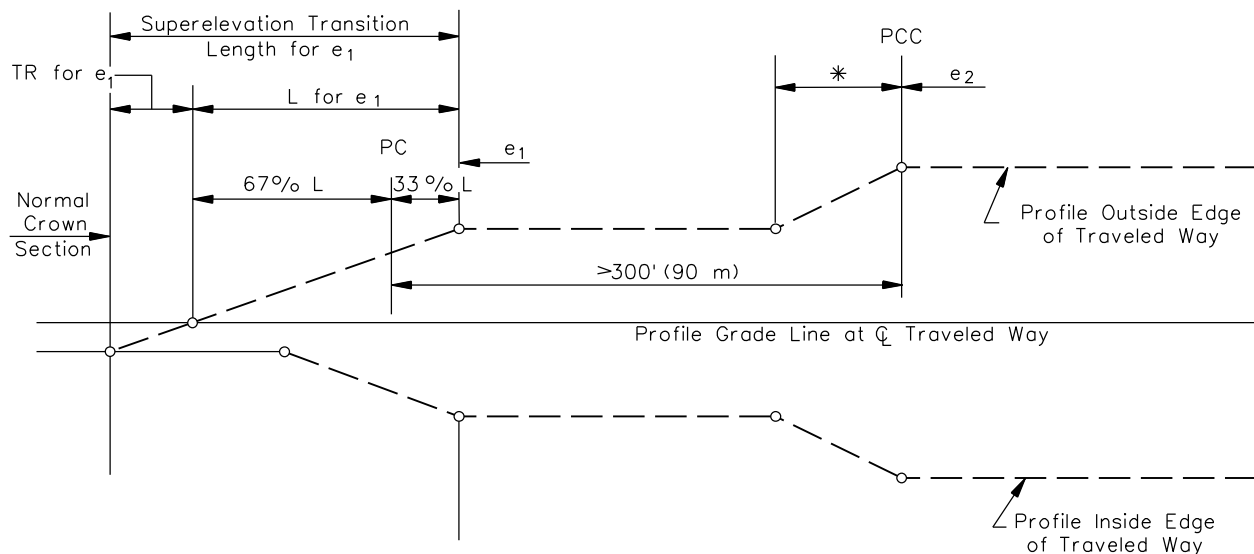 Superelevation Transition
Length for e1
PCC
TR for e1
*
e2
L for e1
PC
e1
67% L
33% L
Normal
Crown
Section
Profile Outside Edge
of Traveled Way
>300' (90 m)
Profile Grade Line at ℄ Traveled Way
Profile Inside Edge
of Traveled Way